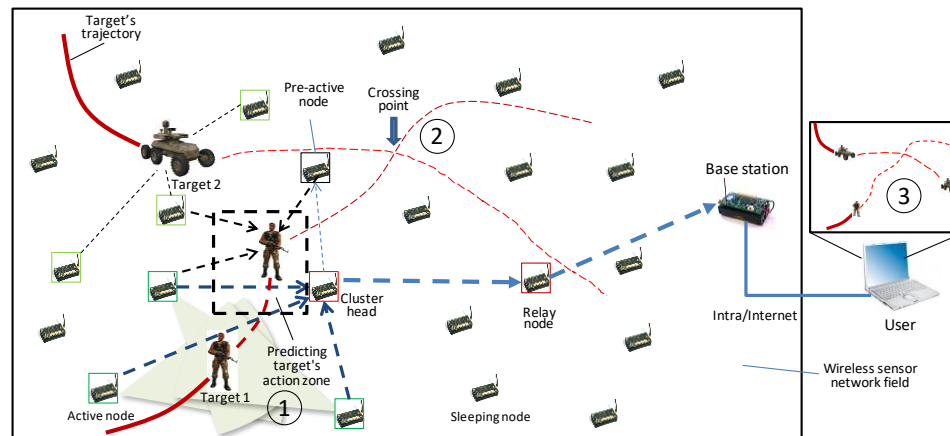 Target's
trajectory
Pre-active
node
Crossing
point
2
Target 2
Base station
3
Cluster
head
Relay
node
Intra/Internet
User
Predicting
target's
action zone
1
Target 1
Active node
Sleeping node
Wireless sensor
network field